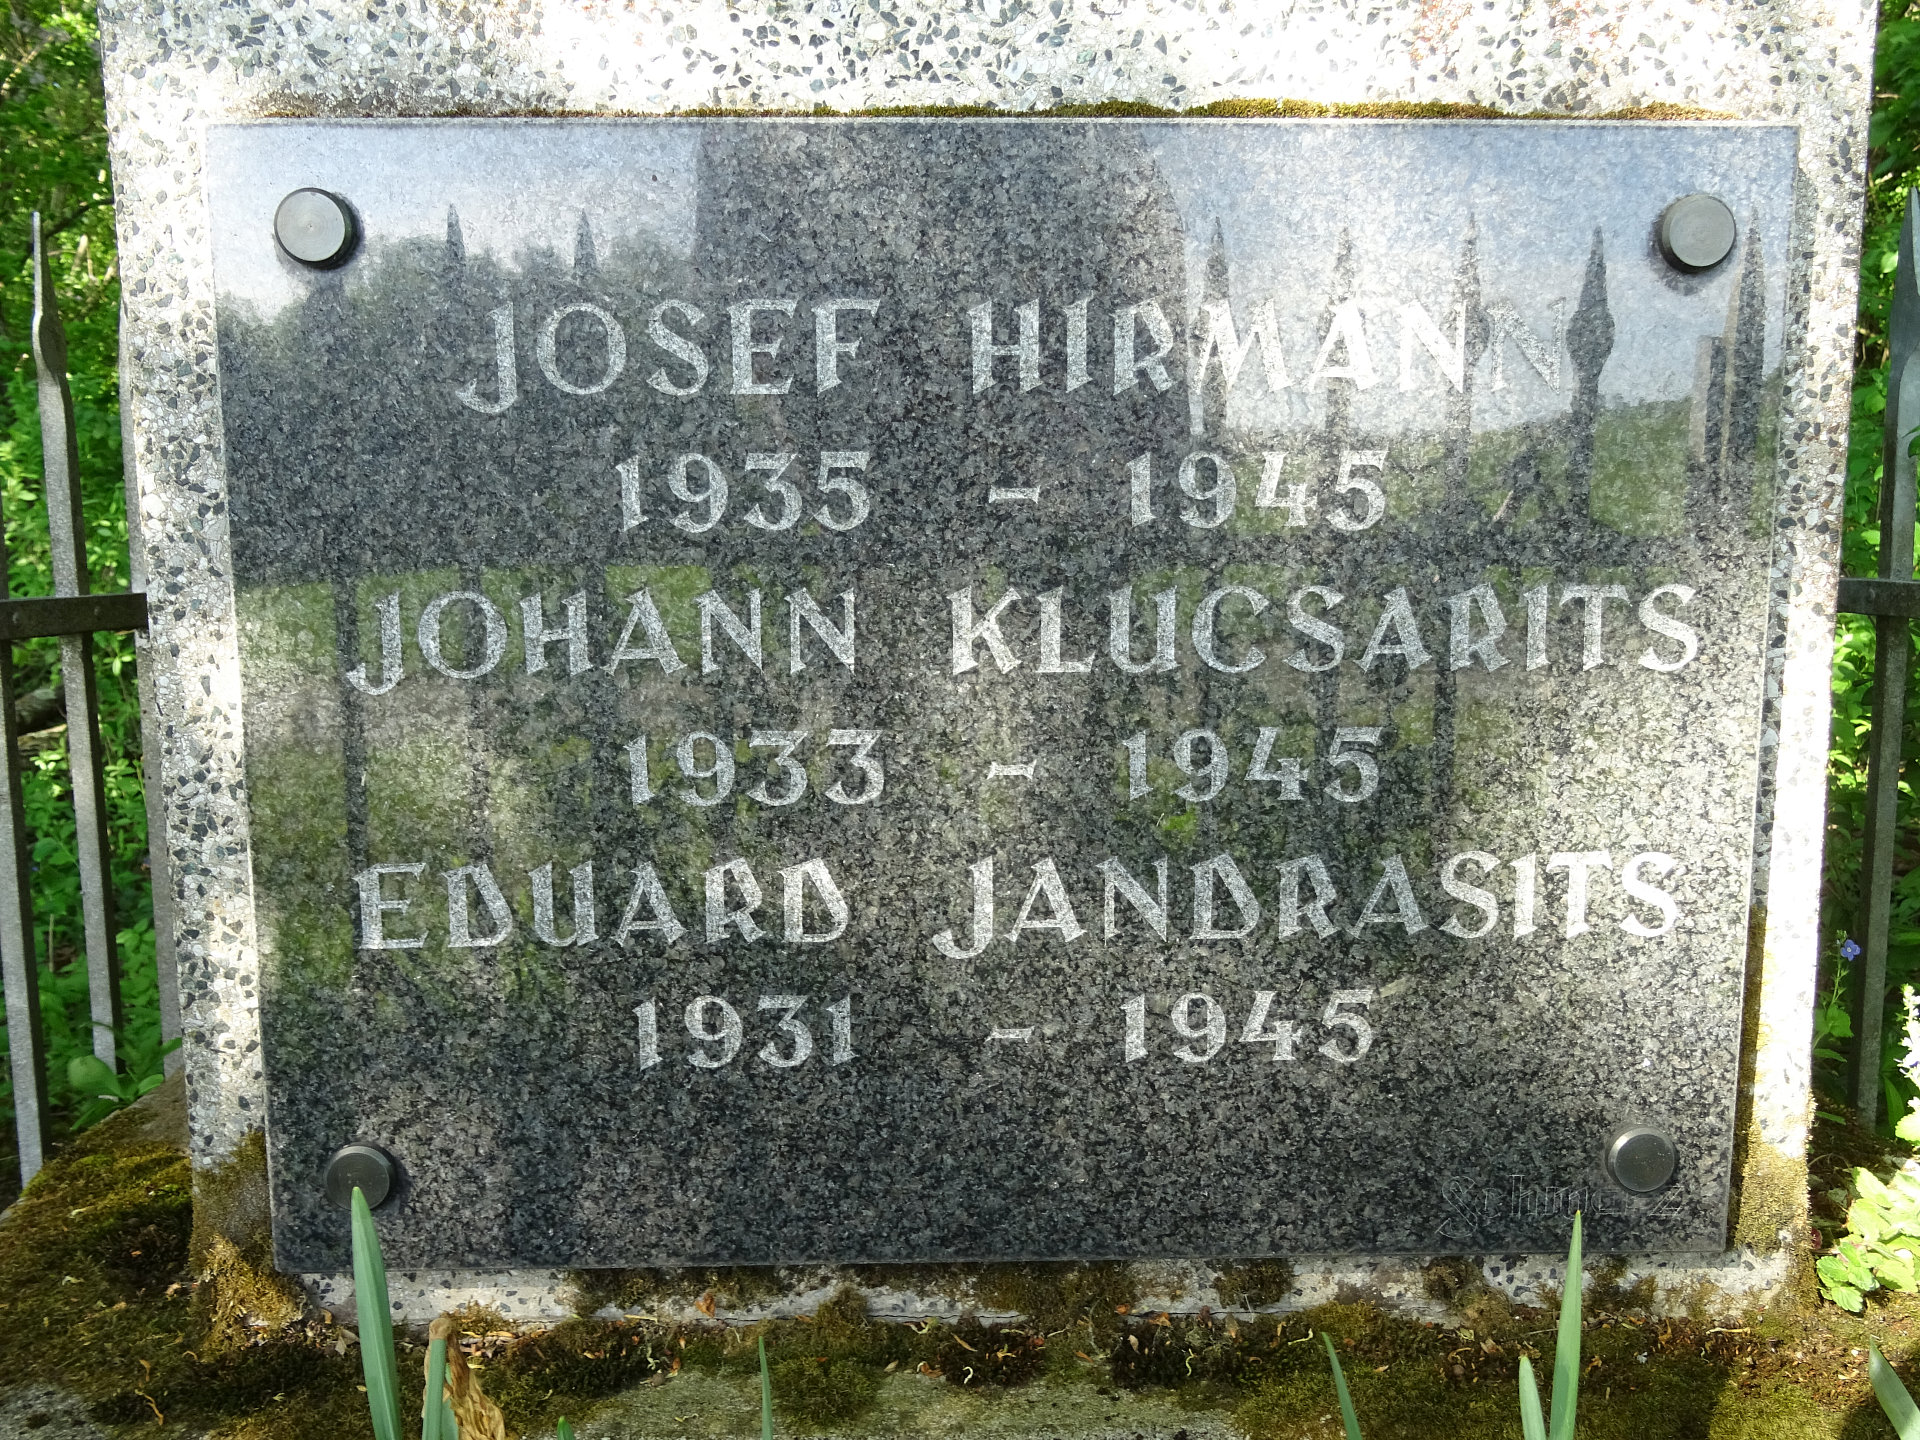 JOSEF HIRMANN
1935 - 1945
JOHANN KLUCSARITS
1933 - 1945
EDUARD JANDRASITS
1931 - 1945